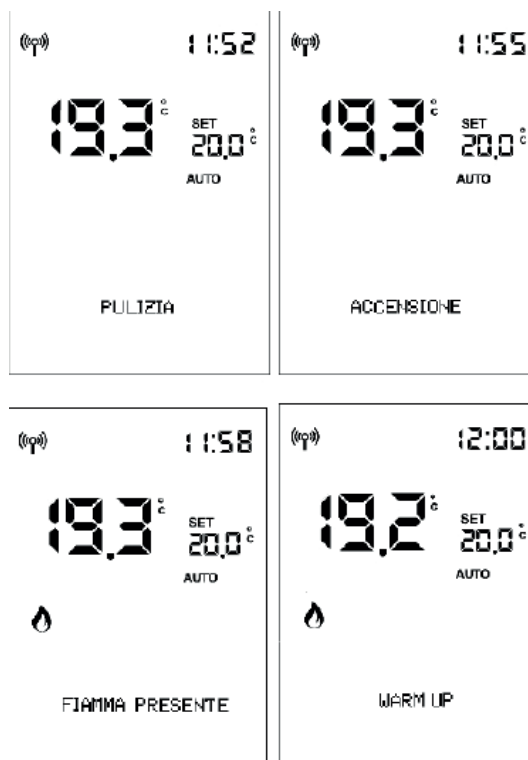 11:52
19.3 °C
SET
20.0 °C
AUTO
PULIZIA
11:55
19.3 °C
SET
20.0 °C
AUTO
ACCENSIONE
11:58
19.3 °C
SET
20.0 °C
AUTO
FIAMMA PRESENTE
12:00
19.2 °C
SET
20.0 °C
AUTO
WARM UP